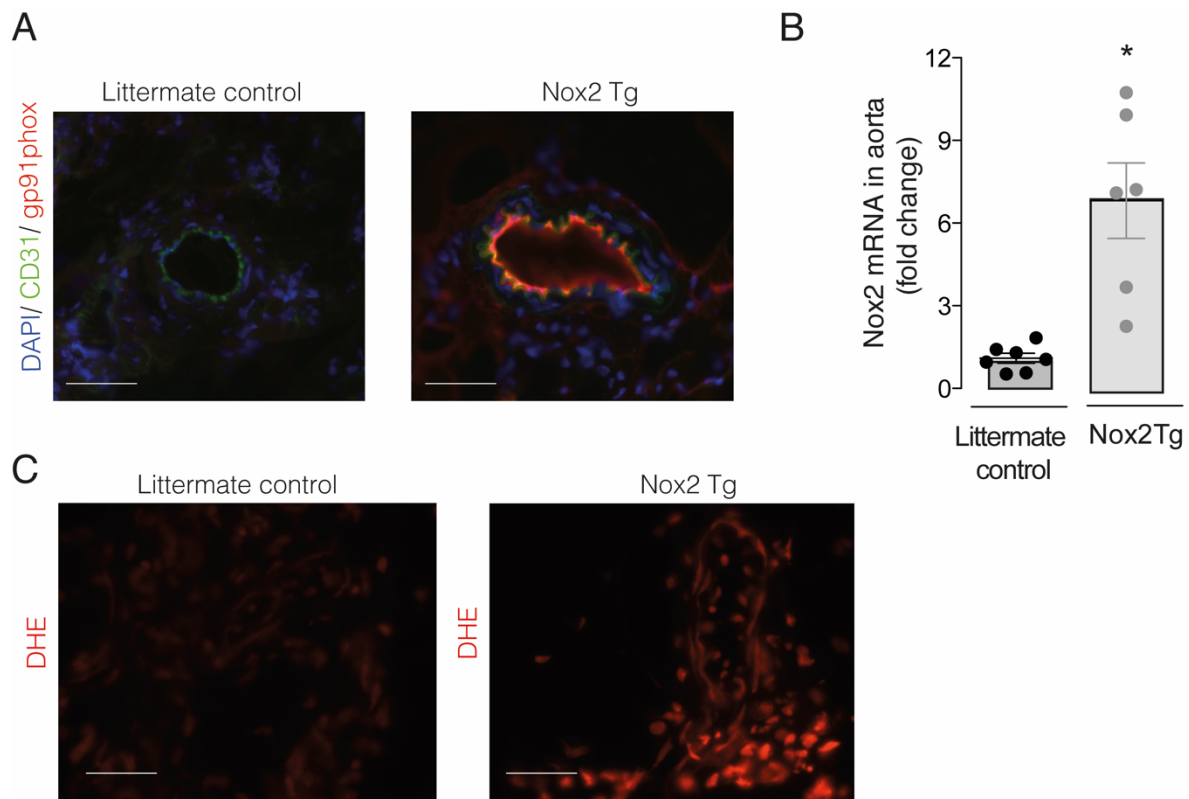 A
Littermate control
Nox2 Tg
DAPI/ CD31/ gp91phox
B
Nox2 mRNA in aorta
(fold change)
12
9
6
3
0
*
Littermate
control
Nox2Tg
C
Littermate control
Nox2 Tg
DHE
DHE